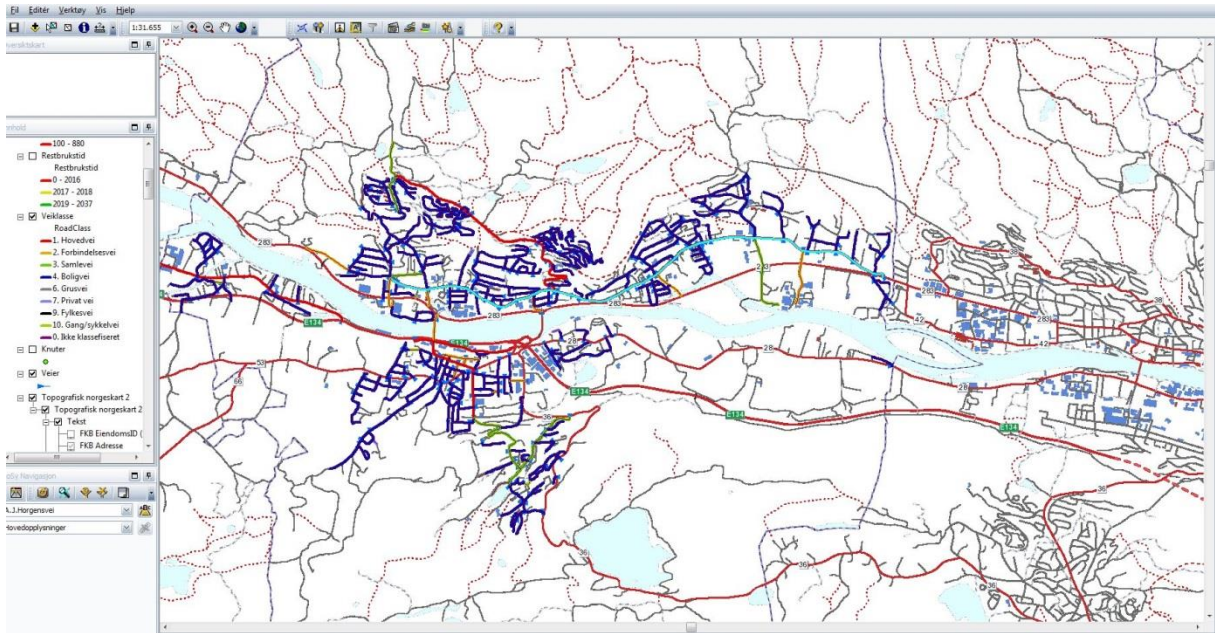 Fil Editér Verktøy Vis Hjelp
1:31.655
100 - 880
Restbrukstid
Restbrukstid
0 - 2016
2017 - 2018
2019 - 2037
Veiklasse
RoadClass
1. Hovedvei
2. Forbindelsesvei
3. Samlevei
4. Boligvei
6. Grusvei
7. Privat vei
9. Fylkesvei
10. Gang/sykkelvei
0. Ikke klassefiseret
Knuter
Veier
Topografisk norgeskart 2
Topografisk norgeskart 2
Tekst
FKB EiendomsID (
FKB Adresse
Navigasjon
A.J.Horgensvei
Hovedopplysninger
283
283
283
283
283
283
38
38
38
42
42
E134
E134
E134
E134
E134
53
66
28
28
28
36
36
36
36
36